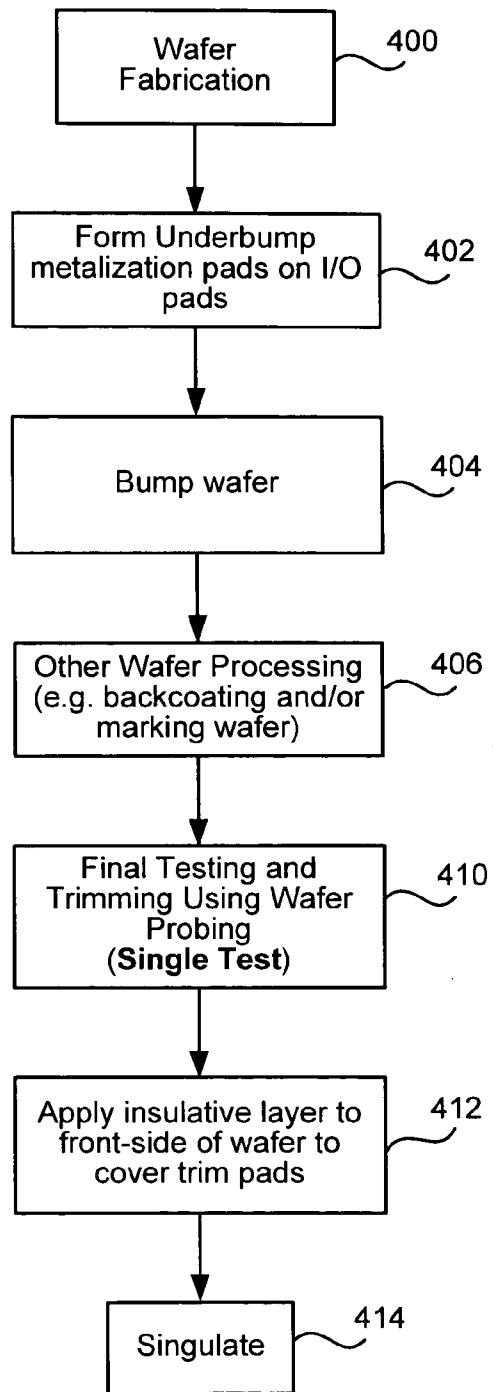 Wafer
Fabrication
400
Form Underbump
metalization pads on I/O
pads
402
Bump wafer
404
Other Wafer Processing
(e.g. backcoating and/or
marking wafer)
406
Final Testing and
Trimming Using Wafer
Probing
(Single Test)
410
Apply insulative layer to
front-side of wafer to
cover trim pads
412
Singulate
414